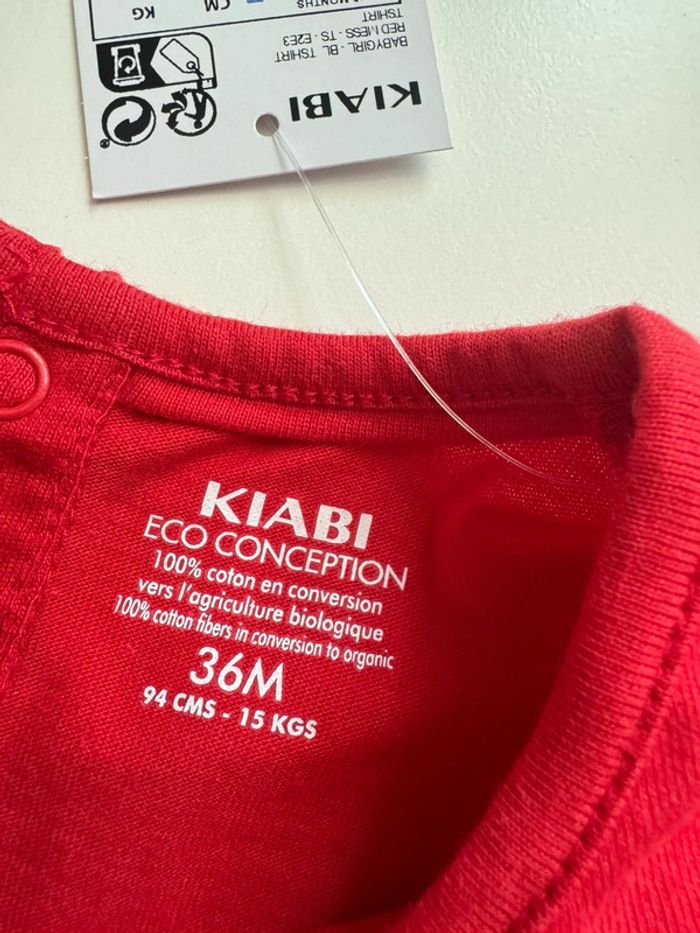 KIABI
BABYGIRL - BL TSHIRT
RED MESS - TS - E2E3
TSHIRT
MONTHS
CM
KG
KIABI
ECO CONCEPTION
100% coton en conversion
vers l'agriculture biologique
100% cotton fibers in conversion to organic
36M
94 CMS - 15 KGS